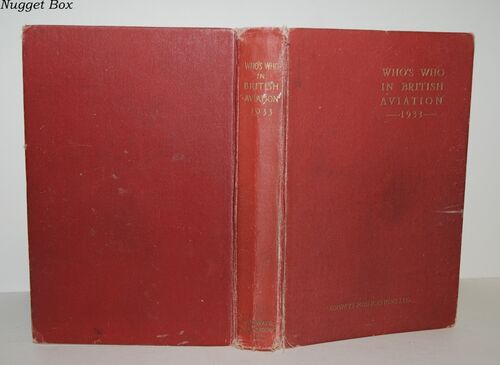 Nugget Box
WHO'S WHO
IN
BRITISH
AVIATION
1933
WHO'S WHO
IN BRITISH
AVIATION
—1933—